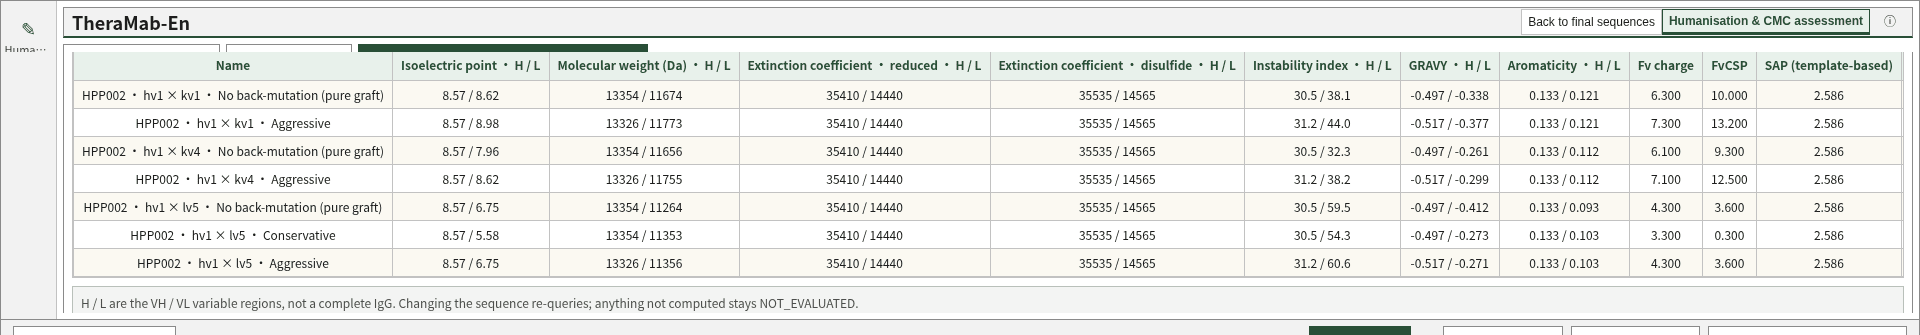 TheraMab-En
Back to final sequences
Humanisation & CMC assessment
Huma···
Name Isoelectric point · H / L Molecular weight (Da) · H / L Extinction coefficient · reduced · H / L Extinction coefficient · disulfide · H / L Instability index · H / L GRAVY · H / L Aromaticity · H / L Fv charge FvCSP SAP (template-based)
HPP002 · hv1 × kv1 · No back-mutation (pure graft) 8.57 / 8.62 13354 / 11674 35410 / 14440 35535 / 14565 30.5 / 38.1 -0.497 / -0.338 0.133 / 0.121 6.300 10.000 2.586
HPP002 · hv1 × kv1 · Aggressive 8.57 / 8.98 13326 / 11773 35410 / 14440 35535 / 14565 31.2 / 44.0 -0.517 / -0.377 0.133 / 0.121 7.300 13.200 2.586
HPP002 · hv1 × kv4 · No back-mutation (pure graft) 8.57 / 7.96 13354 / 11656 35410 / 14440 35535 / 14565 30.5 / 32.3 -0.497 / -0.261 0.133 / 0.112 6.100 9.300 2.586
HPP002 · hv1 × kv4 · Aggressive 8.57 / 8.62 13326 / 11755 35410 / 14440 35535 / 14565 31.2 / 38.2 -0.517 / -0.299 0.133 / 0.112 7.100 12.500 2.586
HPP002 · hv1 × lv5 · No back-mutation (pure graft) 8.57 / 6.75 13354 / 11264 35410 / 14440 35535 / 14565 30.5 / 59.5 -0.497 / -0.412 0.133 / 0.093 4.300 3.600 2.586
HPP002 · hv1 × lv5 · Conservative 8.57 / 5.58 13354 / 11353 35410 / 14440 35535 / 14565 30.5 / 54.3 -0.497 / -0.273 0.133 / 0.103 3.300 0.300 2.586
HPP002 · hv1 × lv5 · Aggressive 8.57 / 6.75 13326 / 11356 35410 / 14440 35535 / 14565 31.2 / 60.6 -0.517 / -0.271 0.133 / 0.103 4.300 3.600 2.586
H / L are the VH / VL variable regions, not a complete IgG. Changing the sequence re-queries; anything not computed stays NOT_EVALUATED.